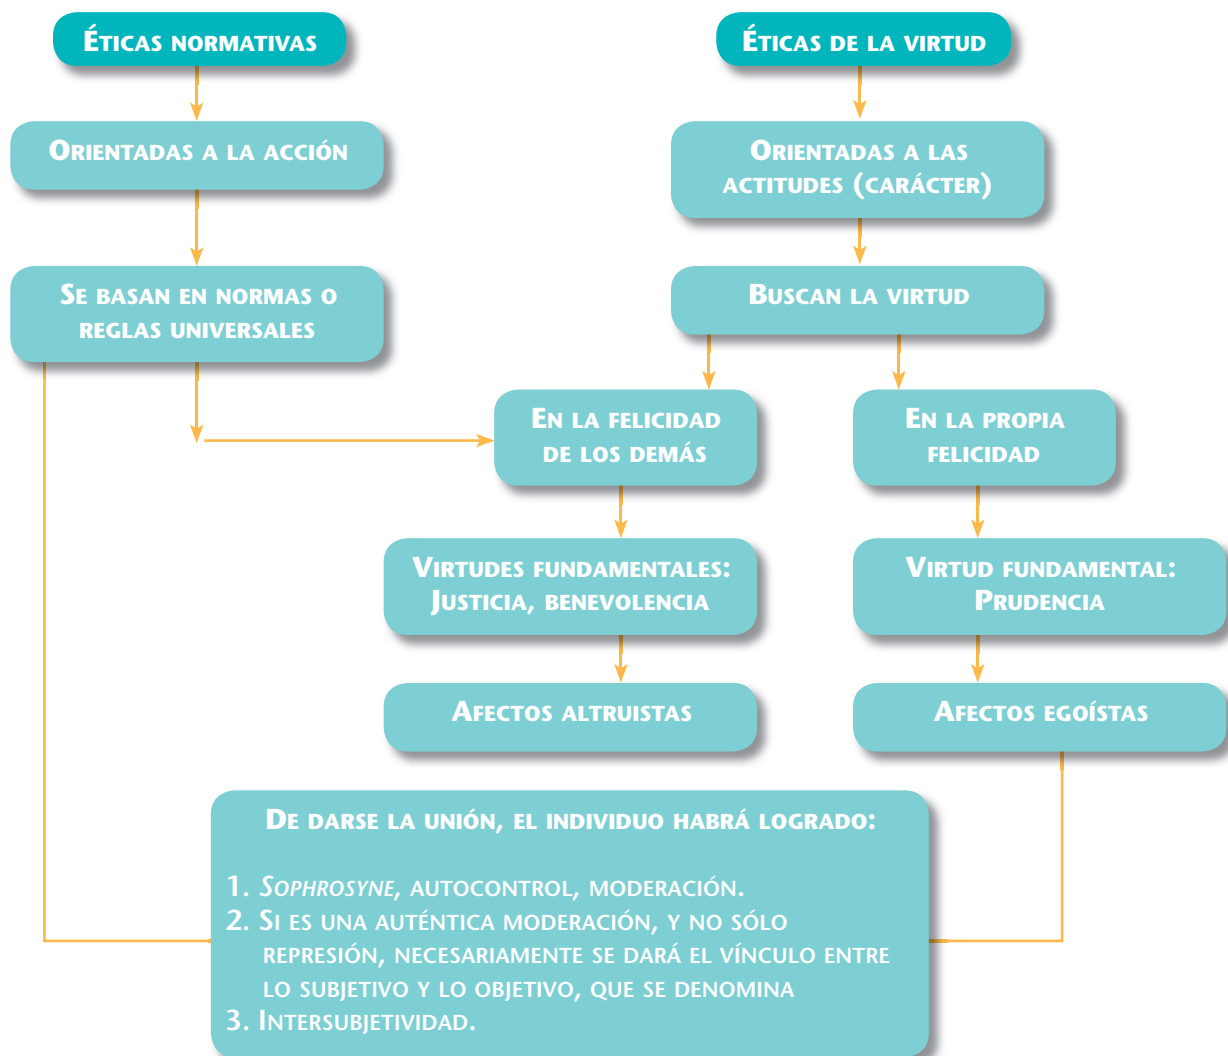 ÉTICAS NORMATIVAS
ORIENTADAS A LA ACCIÓN
SE BASAN EN NORMAS O
REGLAS UNIVERSALES
ÉTICAS DE LA VIRTUD
ORIENTADAS A LAS
ACTITUDES (CARÁCTER)
BUSCAN LA VIRTUD
EN LA FELICIDAD
DE LOS DEMÁS
EN LA PROPIA
FELICIDAD
VIRTUDES FUNDAMENTALES:
JUSTICIA, BENEVOLENCIA
VIRTUD FUNDAMENTAL:
PRUDENCIA
AFECTOS ALTRUISTAS
AFECTOS EGOÍSTAS
DE DARSE LA UNIÓN, EL INDIVIDUO HABRÁ LOGRADO:
1. SOPHROSYNE, AUTOCONTROL, MODERACIÓN.
2. SI ES UNA AUTÉNTICA MODERACIÓN, Y NO SÓLO
REPRESIÓN, NECESARIAMENTE SE DARÁ EL VÍNCULO ENTRE
LO SUBJETIVO Y LO OBJETIVO, QUE SE DENOMINA
3. INTERSUBJETIVIDAD.